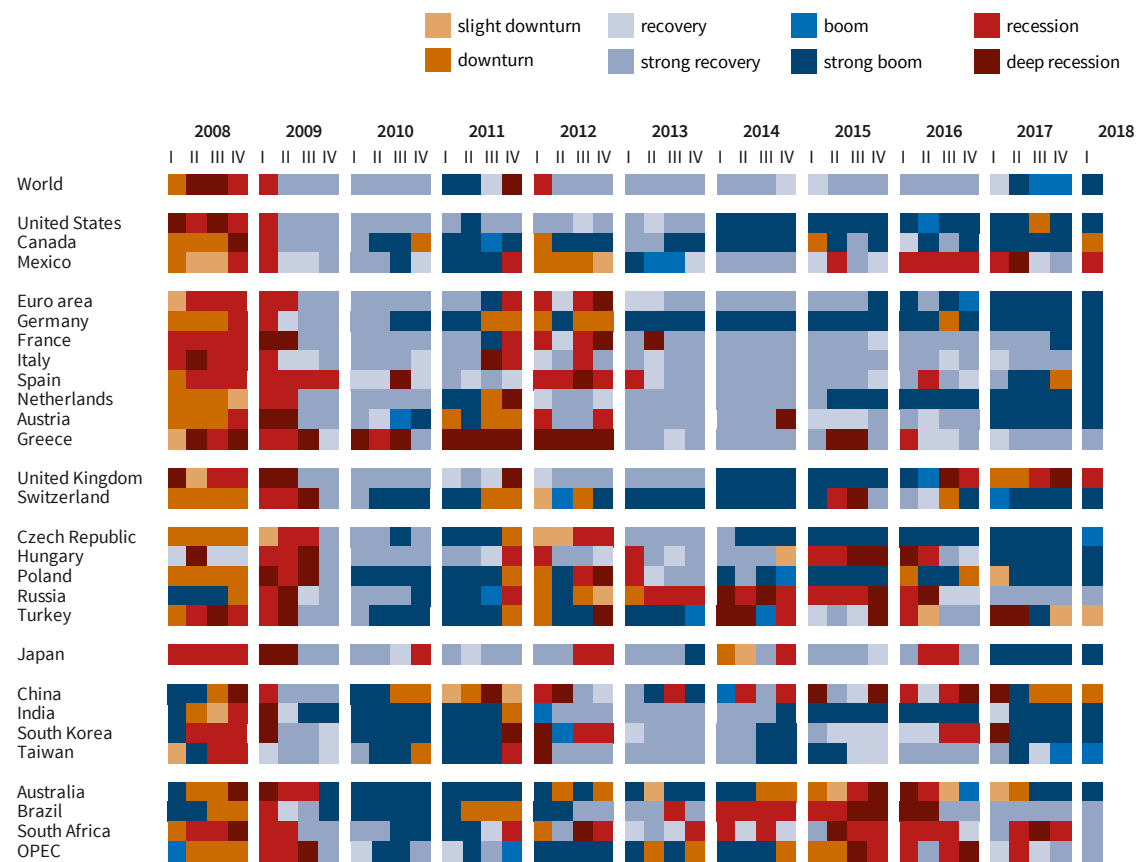 slight downturn recovery boom recession
downturn strong recovery strong boom deep recession
2008 2009 2010 2011 2012 2013 2014 2015 2016 2017 2018
I II III IV I II III IV I II III IV I II III IV I II III IV I II III IV I II III IV I II III IV I II III IV I II III IV I
World
United States
Canada
Mexico
Euro area
Germany
France
Italy
Spain
Netherlands
Austria
Greece
United Kingdom
Switzerland
Czech Republic
Hungary
Poland
Russia
Turkey
Japan
China
India
South Korea
Taiwan
Australia
Brazil
South Africa
OPEC